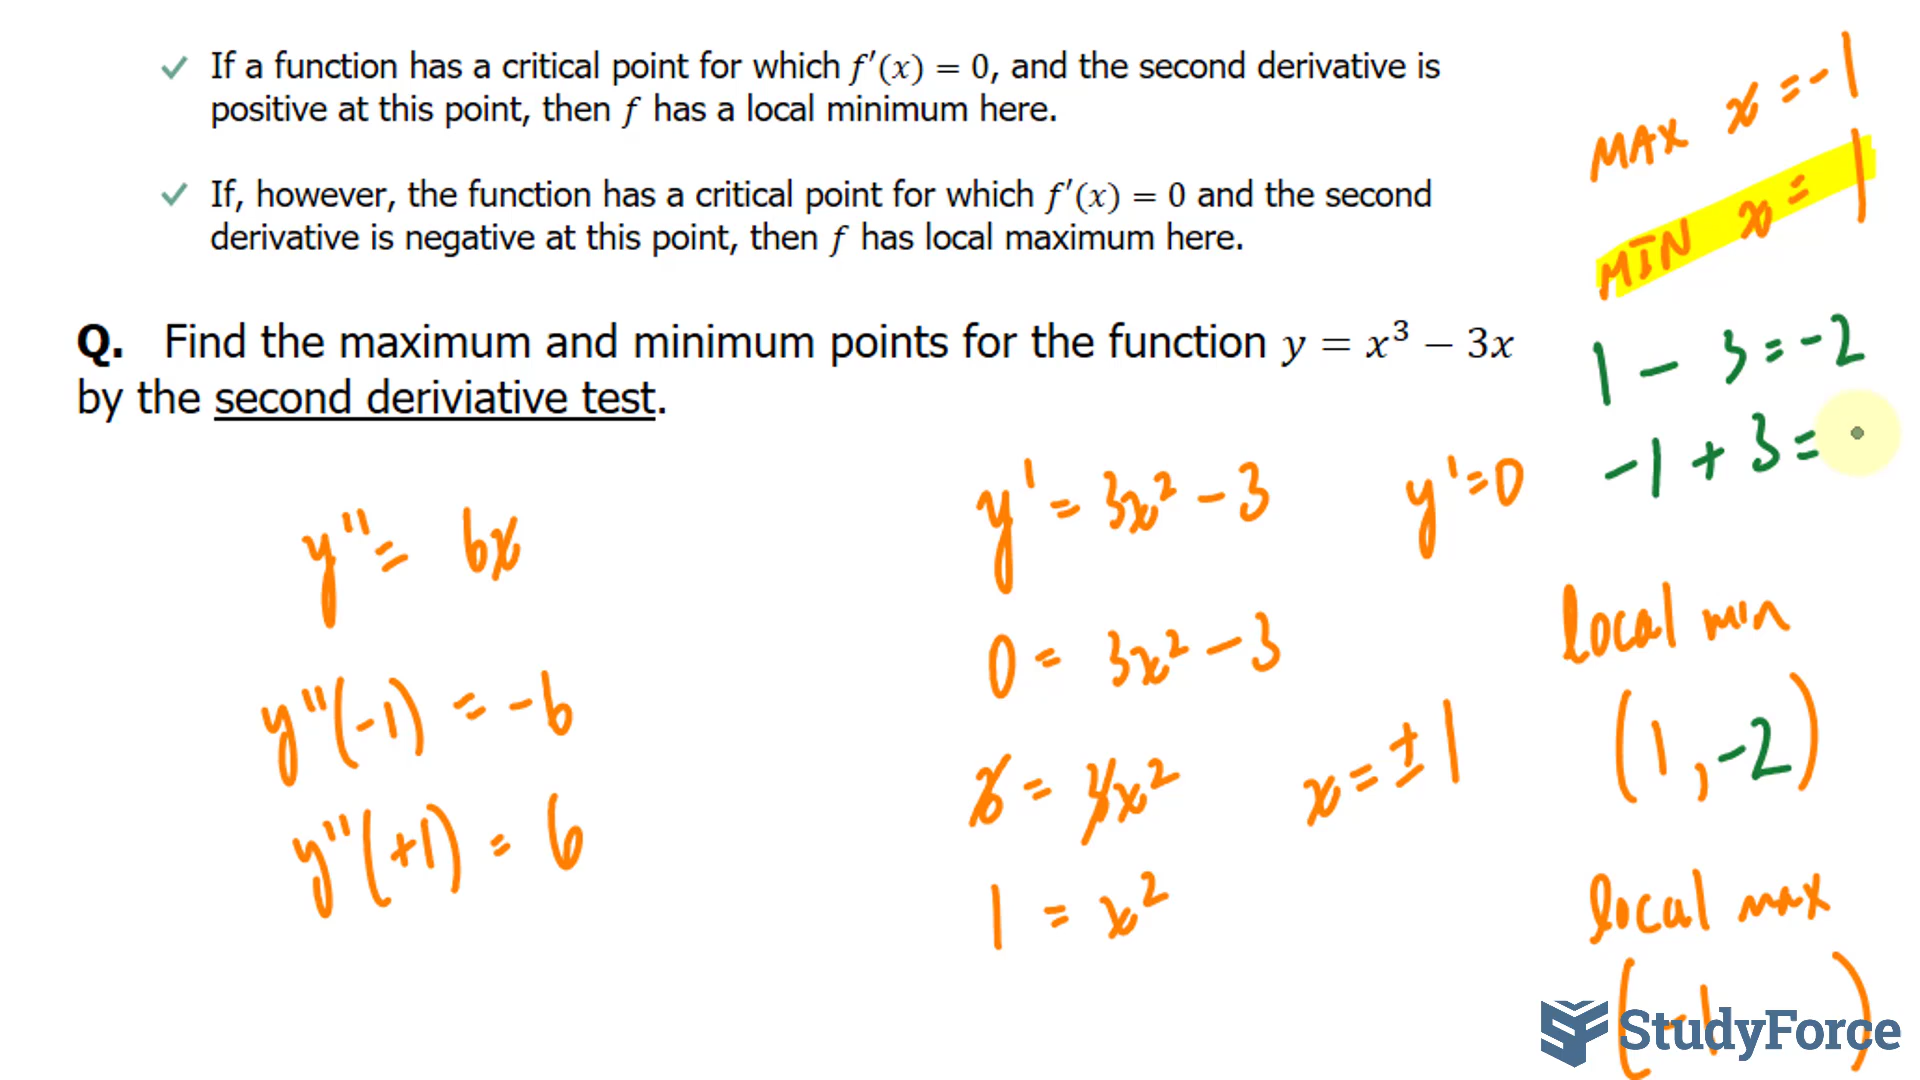 ✓ If a function has a critical point for which f′(x) = 0, and the second derivative is
positive at this point, then f has a local minimum here.
✓ If, however, the function has a critical point for which f′(x) = 0 and the second
derivative is negative at this point, then f has local maximum here.
MAX x = -1
MIN x = 1
Q. Find the maximum and minimum points for the function y = x³ − 3x
by the second deriviative test.
1 - 3 = -2
-1 + 3 =
y'' = 6x
y''(-1) = -6
y''(+1) = 6
y' = 3x² - 3
y' = 0
0 = 3x² - 3
3 = 3x²
x = ±1
1 = x²
local min
(1, -2)
local max
(-1 )
StudyForce